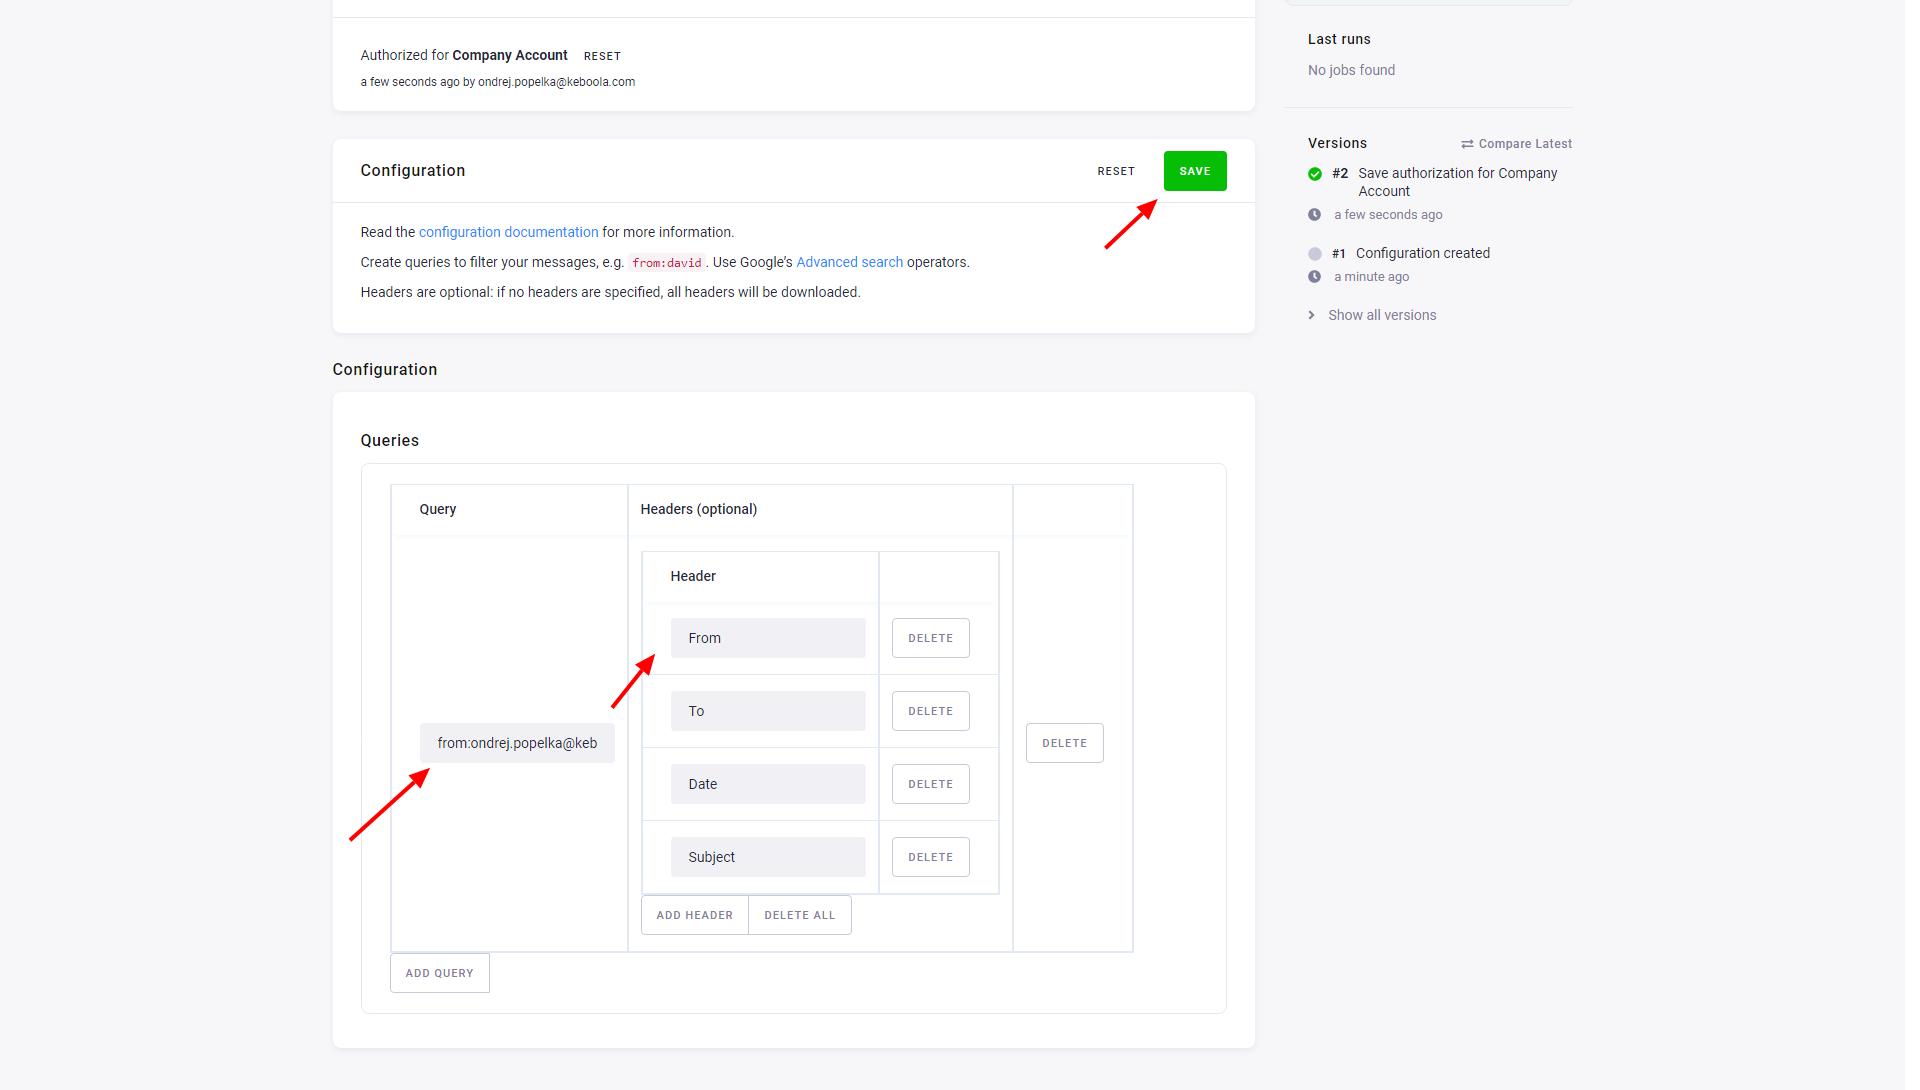 Authorized for Company Account RESET
a few seconds ago by ondrej.popelka@keboola.com
Configuration RESET SAVE
Read the configuration documentation for more information.
Create queries to filter your messages, e.g. from:david. Use Google's Advanced search operators.
Headers are optional: if no headers are specified, all headers will be downloaded.
Configuration
Queries
Query Headers (optional)
Header
From DELETE
To DELETE
from:ondrej.popelka@keb DELETE
Date DELETE
Subject DELETE
ADD HEADER DELETE ALL
ADD QUERY
Last runs
No jobs found
Versions Compare Latest
#2 Save authorization for Company
Account
a few seconds ago
#1 Configuration created
a minute ago
Show all versions